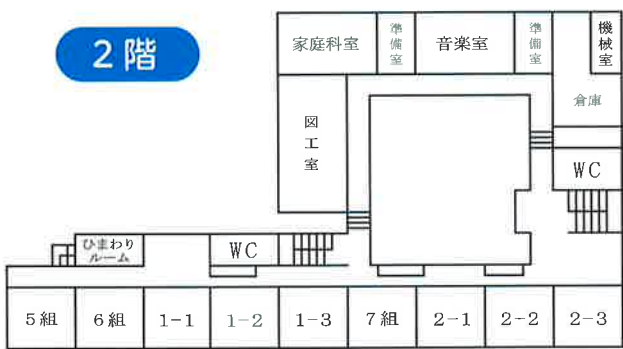 2階
家庭科室
準備室
音楽室
準備室
機械室
倉庫
図工室
WC
ひまわり
ルーム
WC
5組
6組
1-1
1-2
1-3
7組
2-1
2-2
2-3